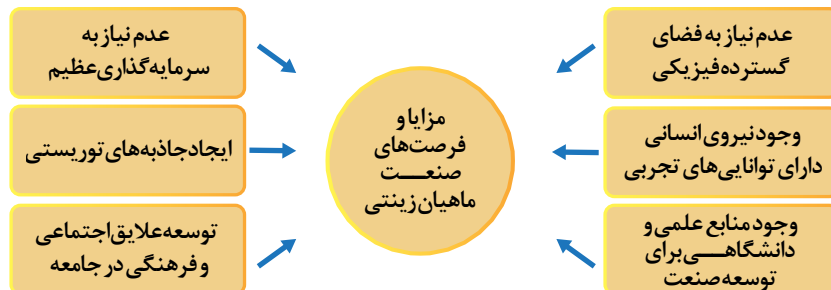 عدم نیاز به فضای
گسترده فیزیکی
وجود نیروی انسانی
دارای توانایی‌های تجربی
وجود منابع علمی و
دانشگاهـــی برای
توسعه صنعت
مزایا و
فرصت‌های
صنعـــت
ماهیان زینتی
عدم نیاز به
سرمایه‌گذاری عظیم
ایجاد جاذبه‌های توریستی
توسعه علایق اجتماعی
و فرهنگی در جامعه